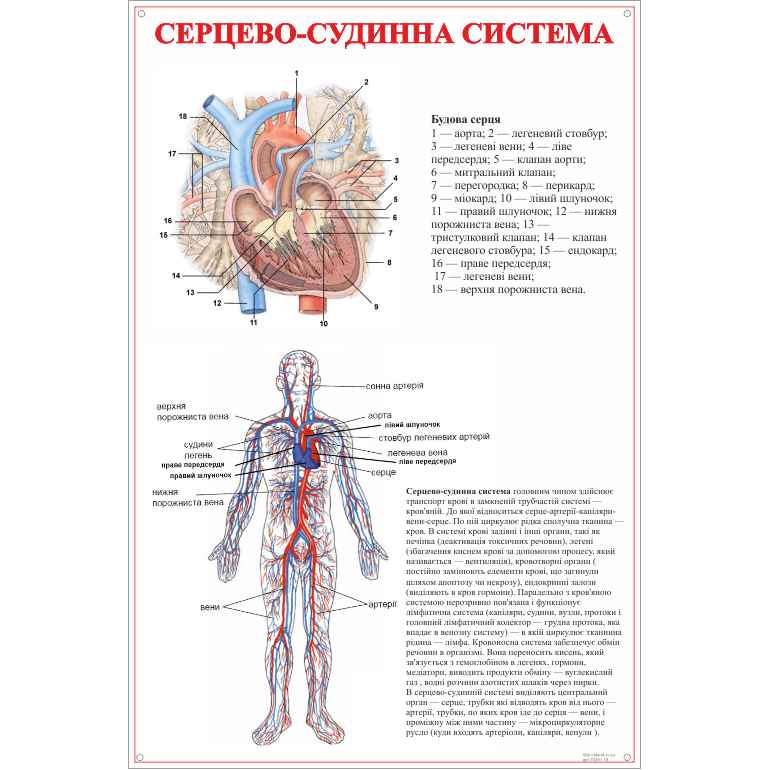 СЕРЦЕВО-СУДИННА СИСТЕМА
1
2
18
17
3
4
5
6
7
16
15
8
14
13
12
9
11
10
Будова серця
1 — аорта; 2 — легеневий стовбур;
3 — легеневі вени; 4 — ліве
передсердя; 5 — клапан аорти;
6 — митральний клапан;
7 — перегородка; 8 — перикард;
9 — міокард; 10 — лівий шлуночок;
11 — правий шлуночок; 12 — нижня
порожниста вена; 13 —
тристулковий клапан; 14 — клапан
легеневого стовбура; 15 — ендокард;
16 — праве передсердя;
17 — легеневі вени;
18 — верхня порожниста вена.
сонна артерія
верхня
порожниста вена
аорта
лівий шлуночок
стовбур легеневих артерій
судини
легень
легенева вена
праве передсердя
ліве передсердя
правий шлуночок
серце
нижня
порожниста вена
вени
артерії
Серцево-судинна система головним чином здійснює
транспорт крові в замкненій трубчастій системі —
кров'яній. До якої відноситься серце-артерії-капіляри-
вени-серце. По ній циркулює рідка сполучна тканина —
кров. В системі крові задіяні і інші органи, такі як
печінка (деактивація токсичних речовин), легені
(збагачення киснем крові за допомогою процесу, який
називається — вентиляція), кровотворні органи (
постійно замінюють елементи крові, що загинули
шляхом апоптозу чи некрозу), ендокринні залози
(виділяють в кров гормони). Паралельно з кров'яною
системою нерозривно пов'язана і функціонує
лімфатична система (капіляри, судини, вузли, протоки і
головний лімфатичний колектор — грудна протока, яка
впадає в венозну систему) — в якій циркулює тканинна
рідина — лімфа. Кровоносна система забезпечує обмін
речовин в організмі. Вона переносить кисень, який
зв'язується з гемоглобіном в легенях, гормони,
медіатори, виводить продукти обміну — вуглекислий
газ , водні розчини азотистих шлаків через нирки.
В серцево-судинній системі виділяють центральний
орган — серце, трубки які відводять кров від нього —
артерії, трубки, по яких кров іде до серця — вени, і
проміжну між ними частину — мікроциркуляторне
русло (куди входять артеріоли, капіляри, венули ).